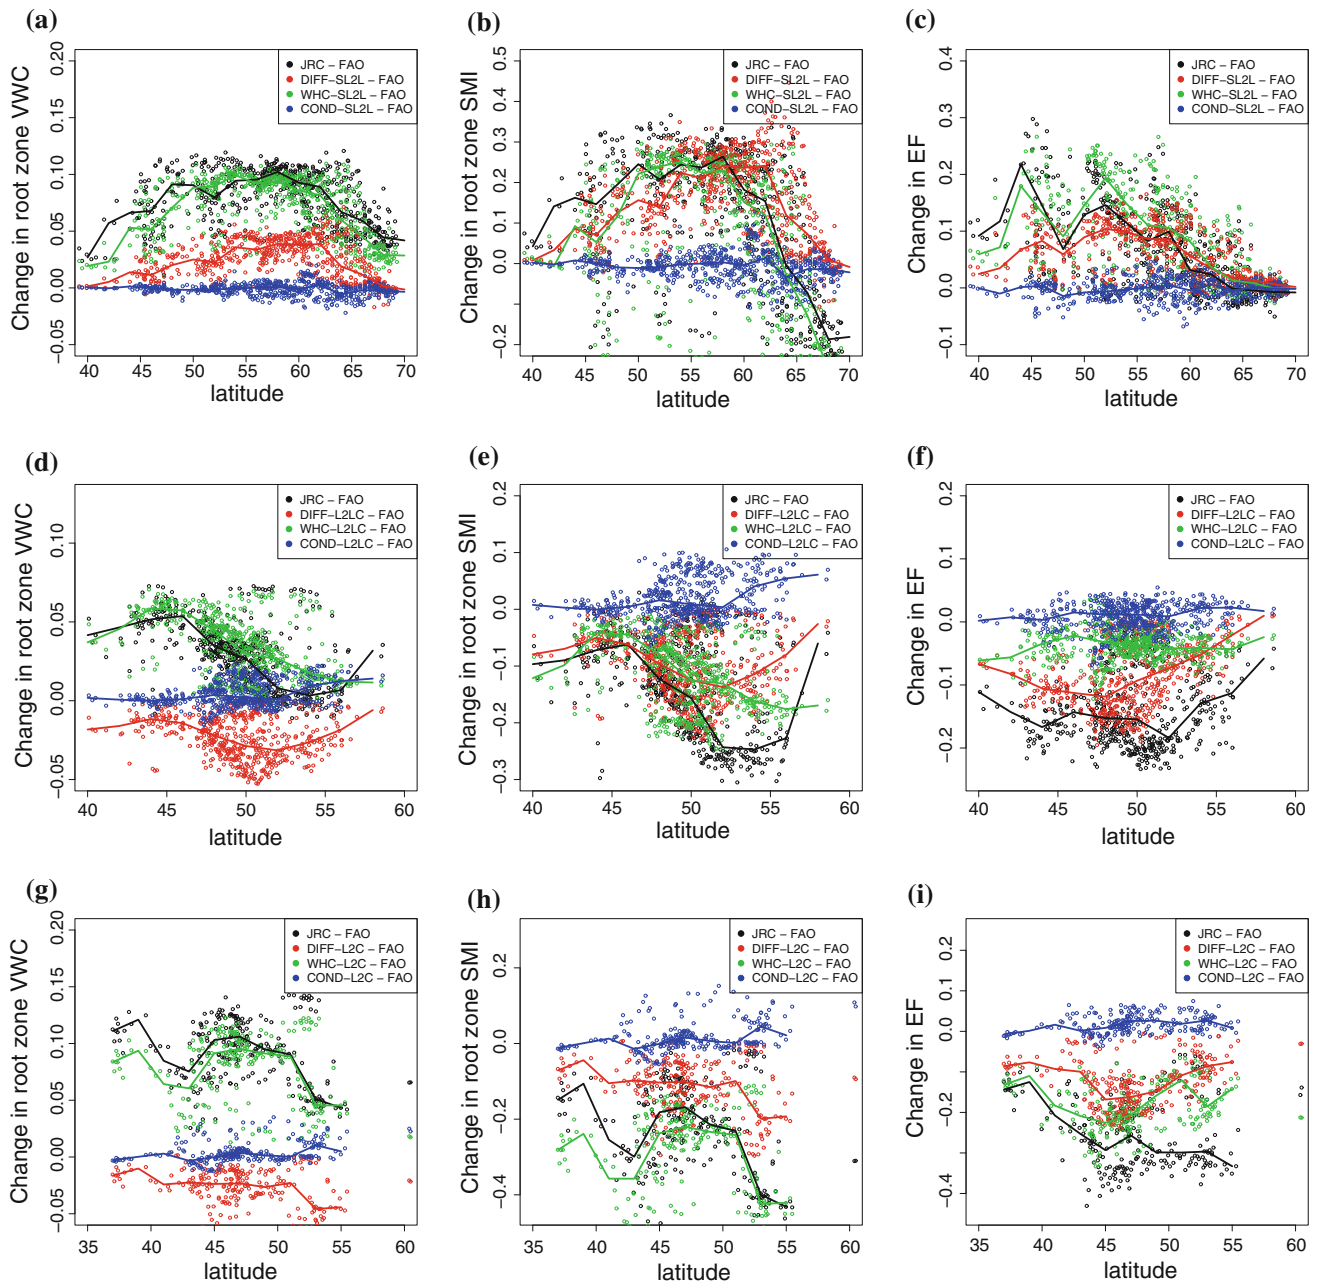 (a)
Change in root zone VWC
0.20
0.15
0.10
0.05
0.00
−0.05
JRC − FAO
DIFF−SL2L − FAO
WHC−SL2L − FAO
COND−SL2L − FAO
40 45 50 55 60 65 70
latitude
(b)
Change in root zone SMI
0.5
0.4
0.3
0.2
0.1
0.0
−0.2
JRC − FAO
DIFF−SL2L − FAO
WHC−SL2L − FAO
COND−SL2L − FAO
40 45 50 55 60 65 70
latitude
(c)
Change in EF
0.4
0.3
0.2
0.1
0.0
−0.1
JRC − FAO
DIFF−SL2L − FAO
WHC−SL2L − FAO
COND−SL2L − FAO
40 45 50 55 60 65 70
latitude
(d)
Change in root zone VWC
0.10
0.05
0.00
−0.05
JRC − FAO
DIFF−L2LC − FAO
WHC−L2LC − FAO
COND−L2LC − FAO
40 45 50 55 60
latitude
(e)
Change in root zone SMI
0.2
0.1
0.0
−0.1
−0.2
−0.3
JRC − FAO
DIFF−L2LC − FAO
WHC−L2LC − FAO
COND−L2LC − FAO
40 45 50 55 60
latitude
(f)
Change in EF
0.2
0.1
0.0
−0.1
−0.2
JRC − FAO
DIFF−L2LC − FAO
WHC−L2LC − FAO
COND−L2LC − FAO
40 45 50 55 60
latitude
(g)
Change in root zone VWC
0.20
0.15
0.10
0.05
0.00
−0.05
JRC − FAO
DIFF−L2C − FAO
WHC−L2C − FAO
COND−L2C − FAO
35 40 45 50 55 60
latitude
(h)
Change in root zone SMI
0.2
0.0
−0.2
−0.4
JRC − FAO
DIFF−L2C − FAO
WHC−L2C − FAO
COND−L2C − FAO
35 40 45 50 55 60
latitude
(i)
Change in EF
0.2
0.1
0.0
−0.2
−0.4
JRC − FAO
DIFF−L2C − FAO
WHC−L2C − FAO
COND−L2C − FAO
35 40 45 50 55 60
latitude